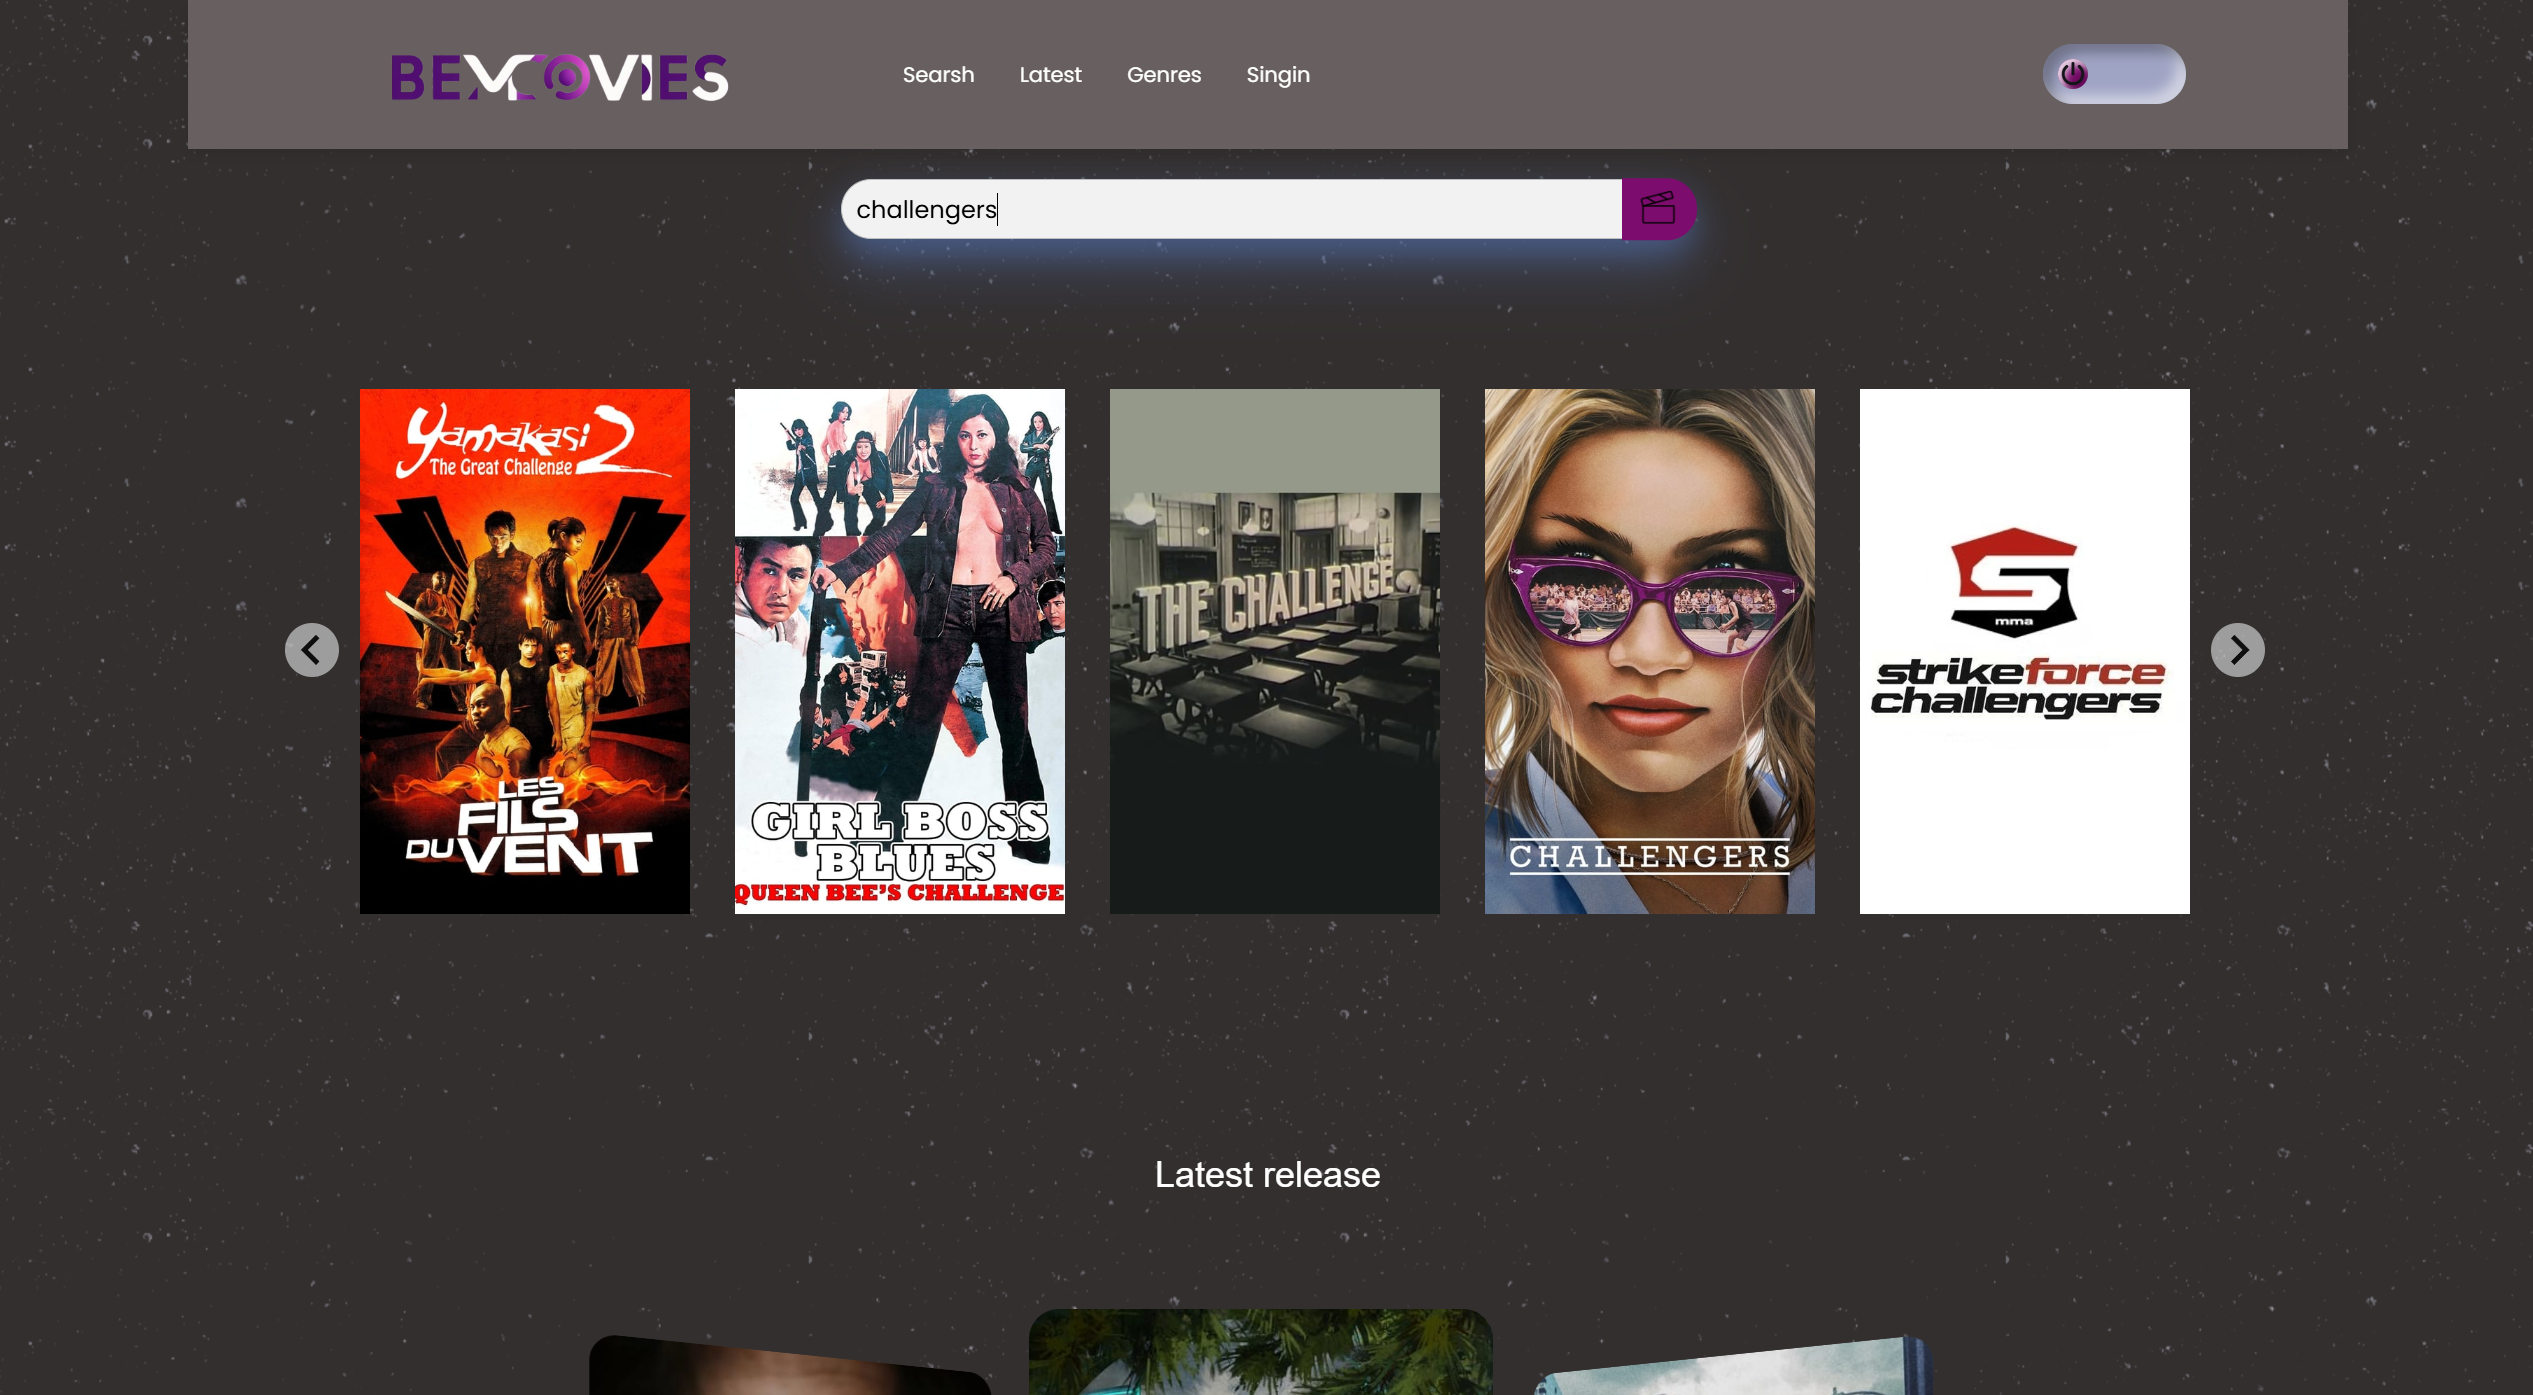 BEMOVIES
Searsh Latest Genres Singin
challengers
Yamakasi 2
The Great Challenge
LES
FILS
DU VENT
GIRL BOSS
BLUES
QUEEN BEE'S CHALLENGE
THE CHALLENGE
CHALLENGERS
mma
strikeforce
challengers
Latest release